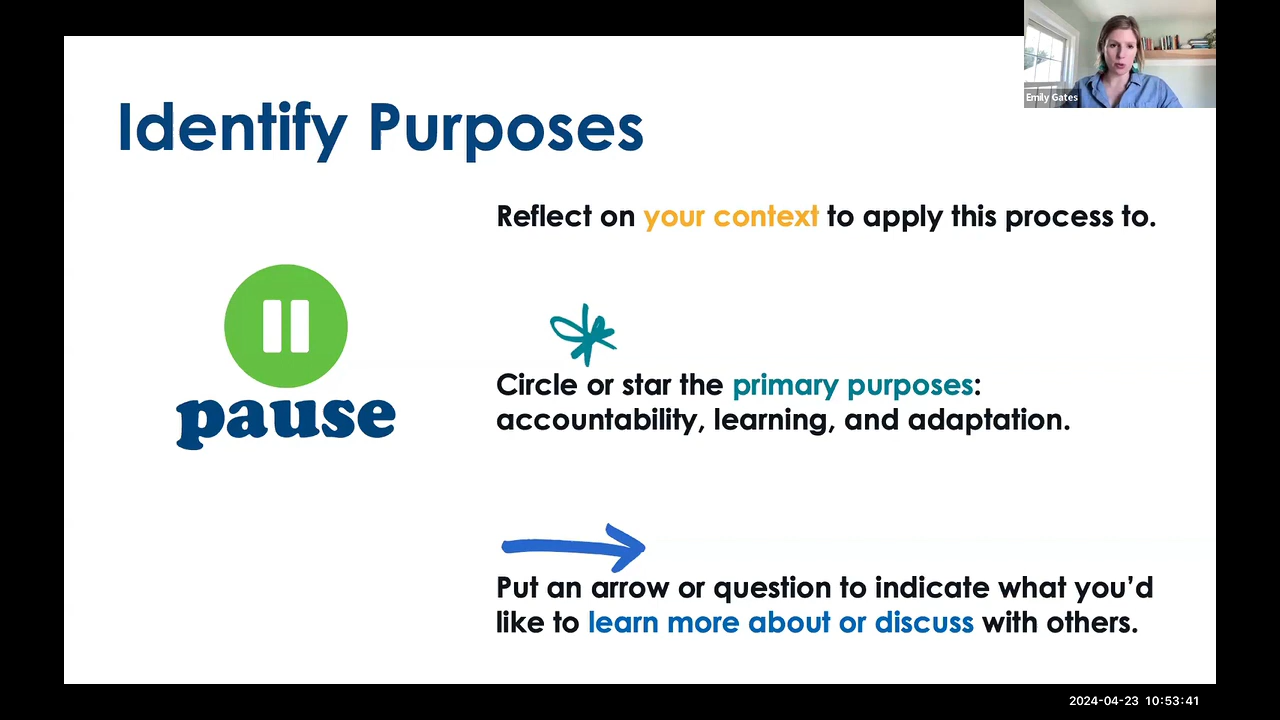 Emily Gates
Identify Purposes
Reflect on your context to apply this process to.
pause
Circle or star the primary purposes:
accountability, learning, and adaptation.
Put an arrow or question to indicate what you’d
like to learn more about or discuss with others.
2024-04-23 10:53:41